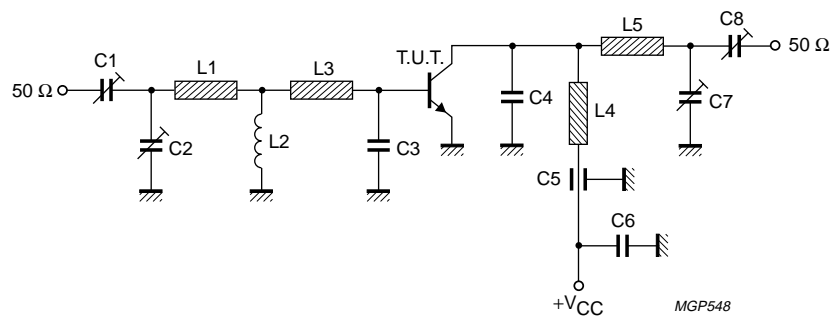 C8
L5
50 Ω
T.U.T.
C1
L1
L3
50 Ω
C4
L4
C7
C2
L2
C3
C5
C6
+VCC
MGP548